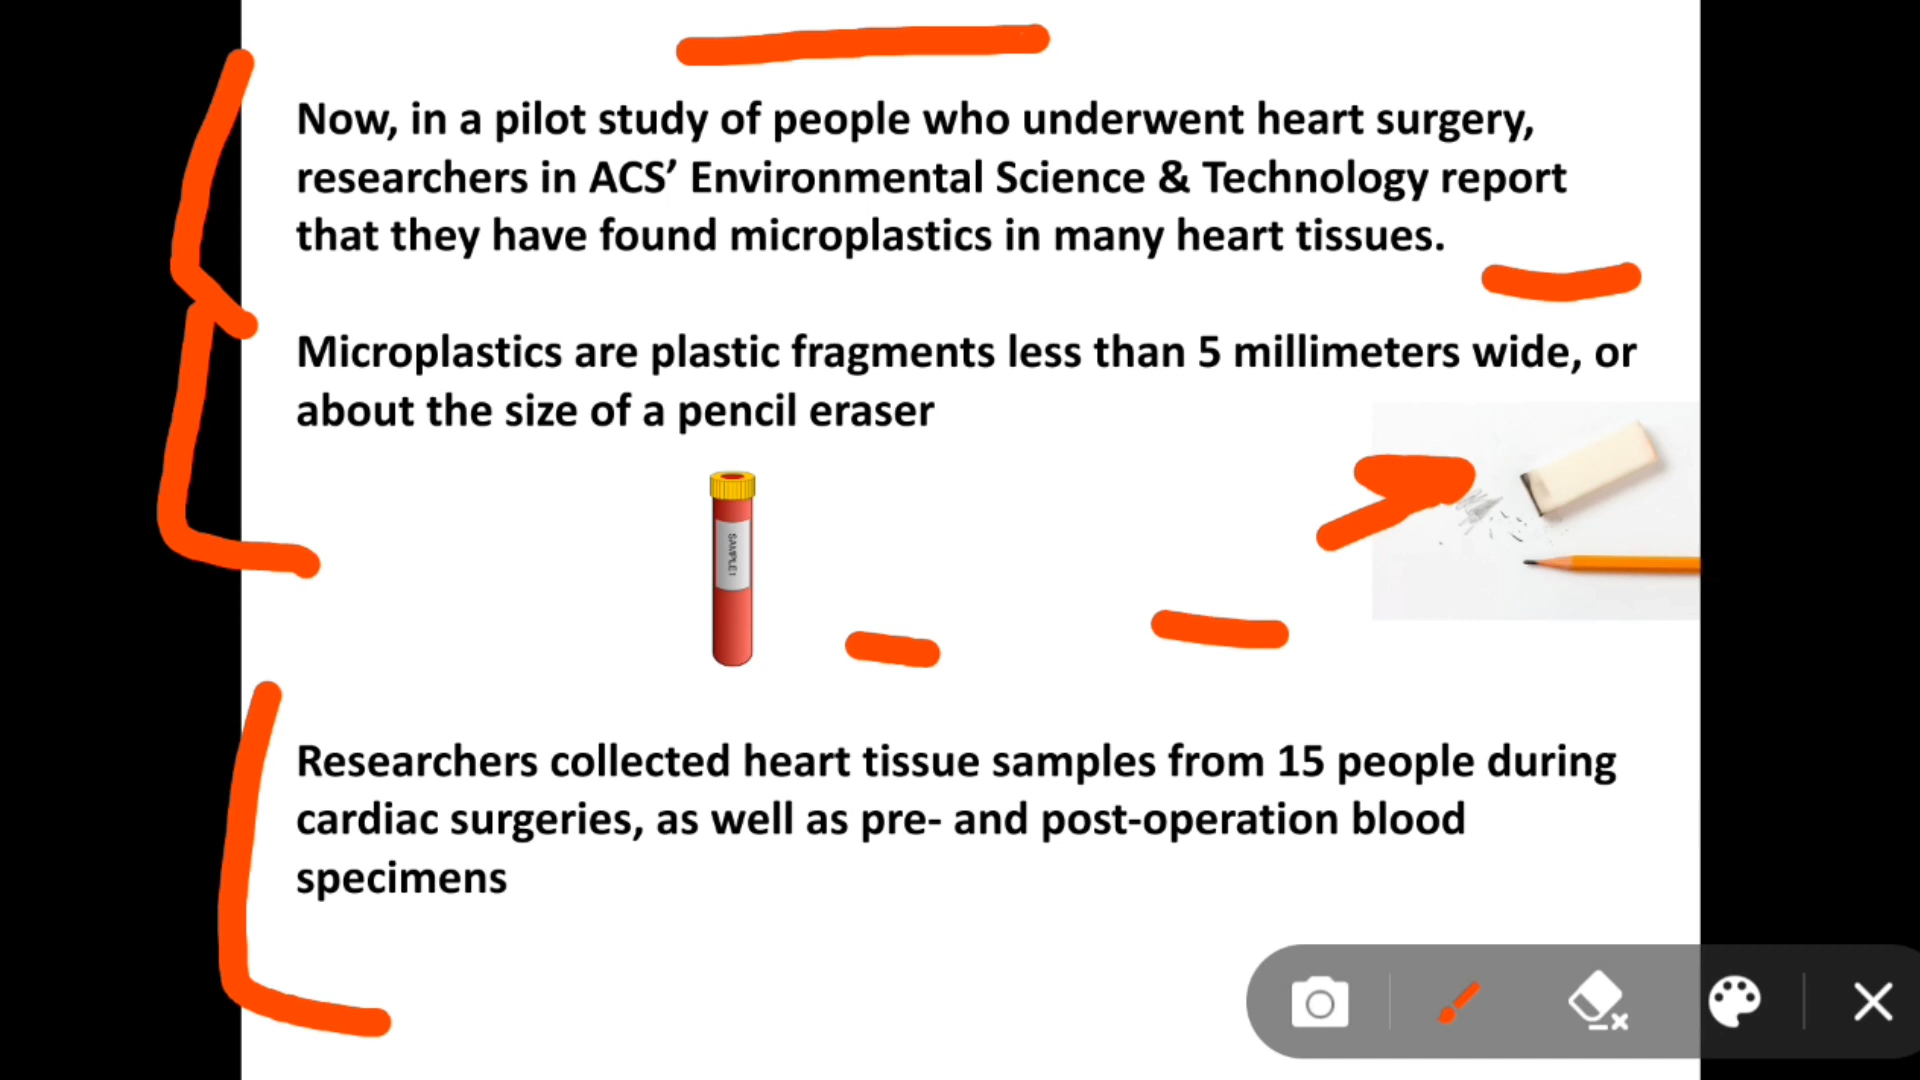 Now, in a pilot study of people who underwent heart surgery,
researchers in ACS’ Environmental Science & Technology report
that they have found microplastics in many heart tissues.
Microplastics are plastic fragments less than 5 millimeters wide, or
about the size of a pencil eraser
SAMPLE!
Researchers collected heart tissue samples from 15 people during
cardiac surgeries, as well as pre- and post-operation blood
specimens